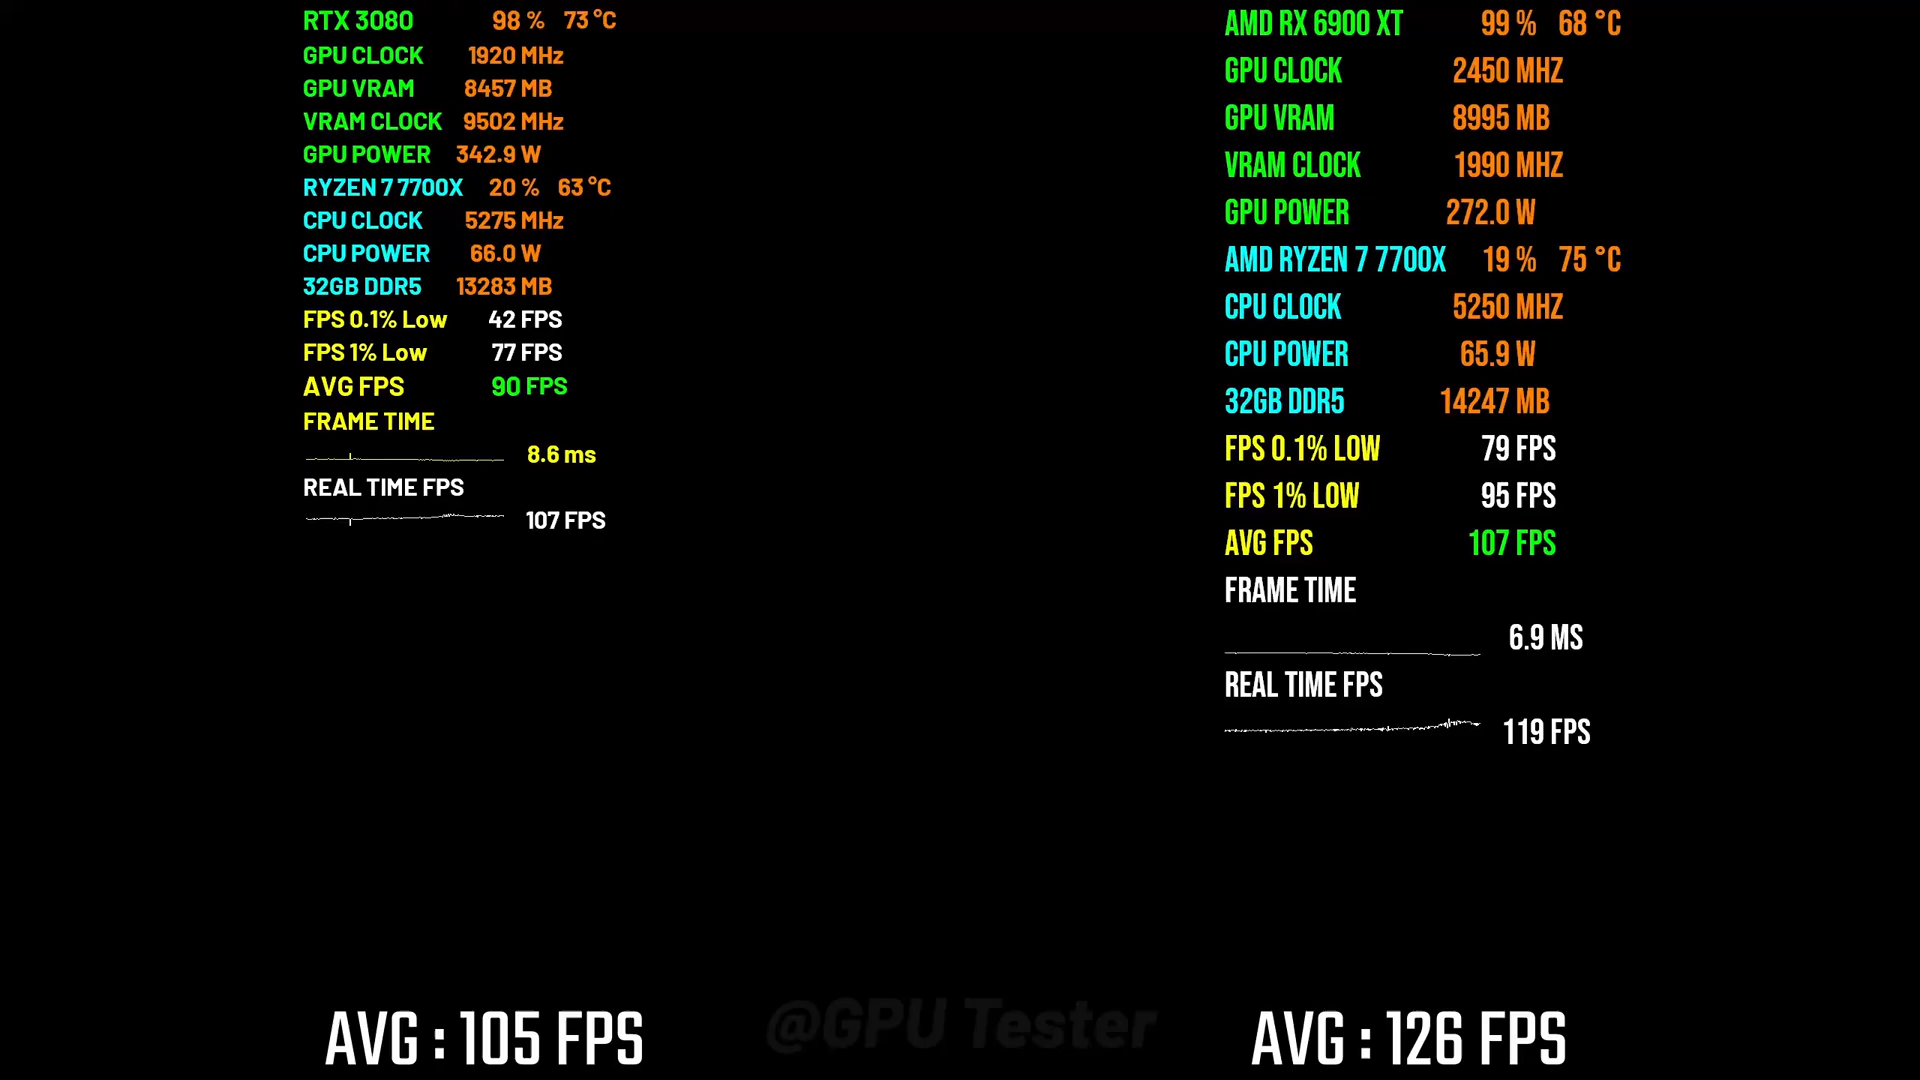 RTX 3080 98 % 73 °C
GPU CLOCK 1920 MHz
GPU VRAM 8457 MB
VRAM CLOCK 9502 MHz
GPU POWER 342.9 W
RYZEN 7 7700X 20 % 63 °C
CPU CLOCK 5275 MHz
CPU POWER 66.0 W
32GB DDR5 13283 MB
FPS 0.1% Low 42 FPS
FPS 1% Low 77 FPS
AVG FPS 90 FPS
FRAME TIME
8.6 ms
REAL TIME FPS
107 FPS
AVG : 105 FPS
AMD RX 6900 XT 99 % 68 °C
GPU CLOCK 2450 MHZ
GPU VRAM 8995 MB
VRAM CLOCK 1990 MHZ
GPU POWER 272.0 W
AMD RYZEN 7 7700X 19 % 75 °C
CPU CLOCK 5250 MHZ
CPU POWER 65.9 W
32GB DDR5 14247 MB
FPS 0.1% LOW 79 FPS
FPS 1% LOW 95 FPS
AVG FPS 107 FPS
FRAME TIME
6.9 MS
REAL TIME FPS
119 FPS
AVG : 126 FPS
@GPU Tester